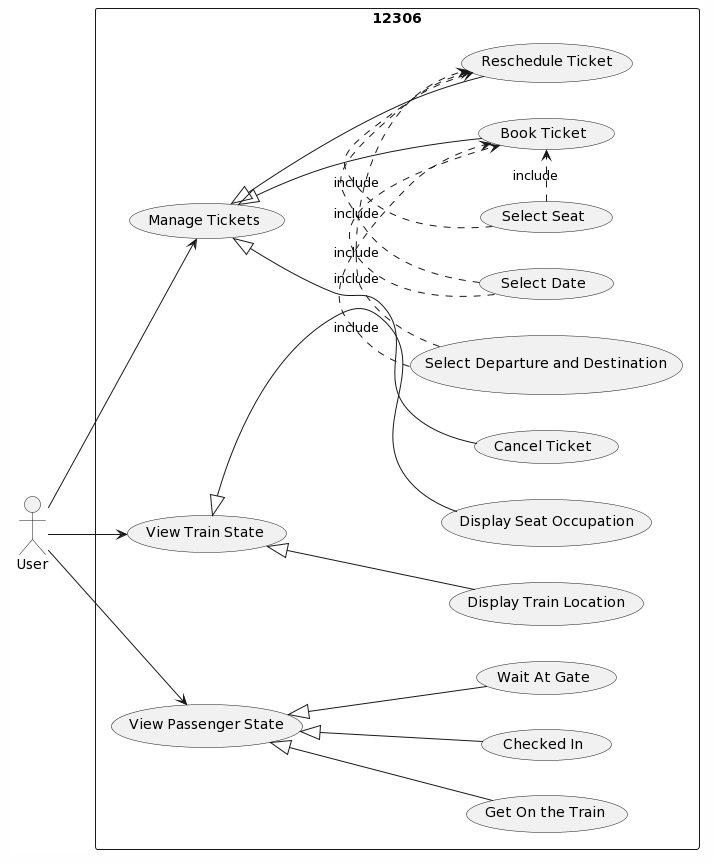 12306
Reschedule Ticket
Book Ticket
include
include
Select Seat
Manage Tickets
include
include
include
Select Date
include
Select Departure and Destination
Cancel Ticket
Display Seat Occupation
View Train State
User
Display Train Location
Wait At Gate
View Passenger State
Checked In
Get On the Train